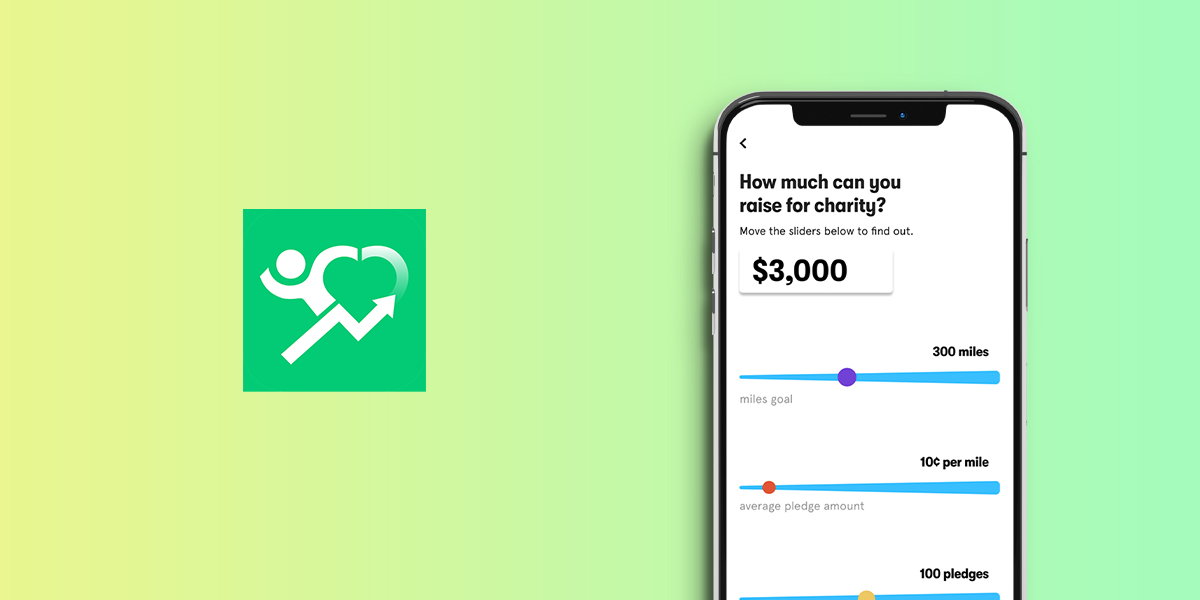 How much can you
raise for charity?
Move the sliders below to find out.
$3,000
300 miles
miles goal
10¢ per mile
average pledge amount
100 pledges